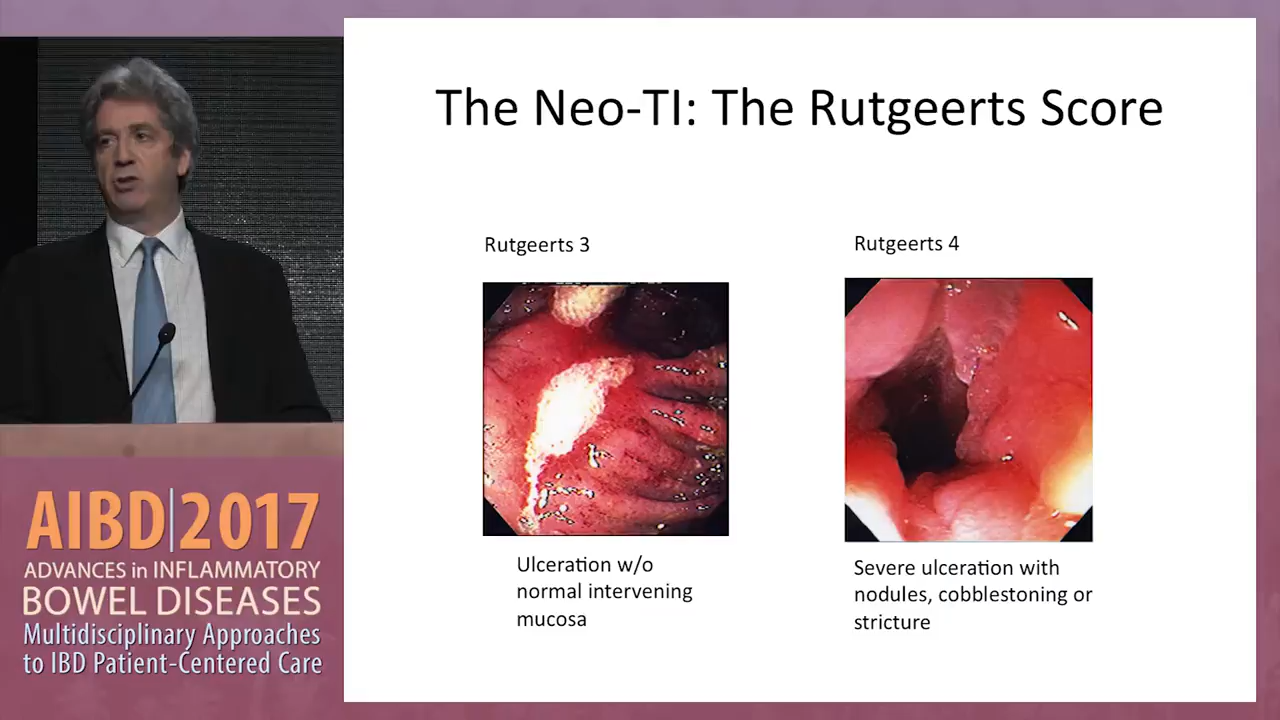 The Neo-TI: The Rutgeerts Score
Rutgeerts 3
Rutgeerts 4
Ulceration w/o
normal intervening
mucosa
Severe ulceration with
nodules, cobblestoning or
stricture
AIBD|2017
ADVANCES in INFLAMMATORY
BOWEL DISEASES
Multidisciplinary Approaches
to IBD Patient-Centered Care